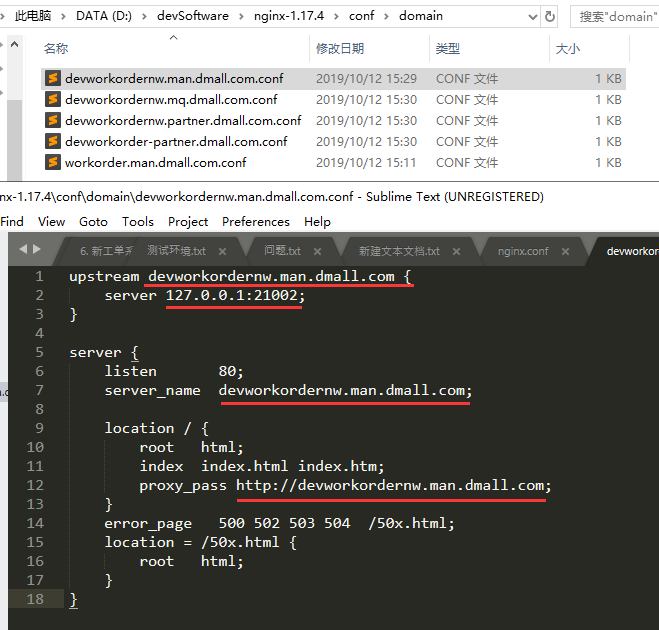 此电脑 › DATA (D:) › devSoftware › nginx-1.17.4 › conf › domain 搜索"domain"
名称 修改日期 类型 大小
devworkordernw.man.dmall.com.conf 2019/10/12 15:29 CONF 文件 1 KB
devworkordernw.mq.dmall.com.conf 2019/10/12 15:30 CONF 文件 1 KB
devworkordernw.partner.dmall.com.conf 2019/10/12 15:30 CONF 文件 1 KB
devworkorder-partner.dmall.com.conf 2019/10/12 15:30 CONF 文件 1 KB
workorder.man.dmall.com.conf 2019/10/12 15:11 CONF 文件 1 KB
nx-1.17.4\conf\domain\devworkordernw.man.dmall.com.conf - Sublime Text (UNREGISTERED)
Find View Goto Tools Project Preferences Help
6. 新工单系 测试环境.txt 问题.txt 新建文本文档.txt nginx.conf devworkor
1 upstream devworkordernw.man.dmall.com {
2 server 127.0.0.1:21002;
3 }
4
5 server {
6 listen 80;
7 server_name devworkordernw.man.dmall.com;
8
9 location / {
10 root html;
11 index index.html index.htm;
12 proxy_pass http://devworkordernw.man.dmall.com;
13 }
14 error_page 500 502 503 504 /50x.html;
15 location = /50x.html {
16 root html;
17 }
18 }